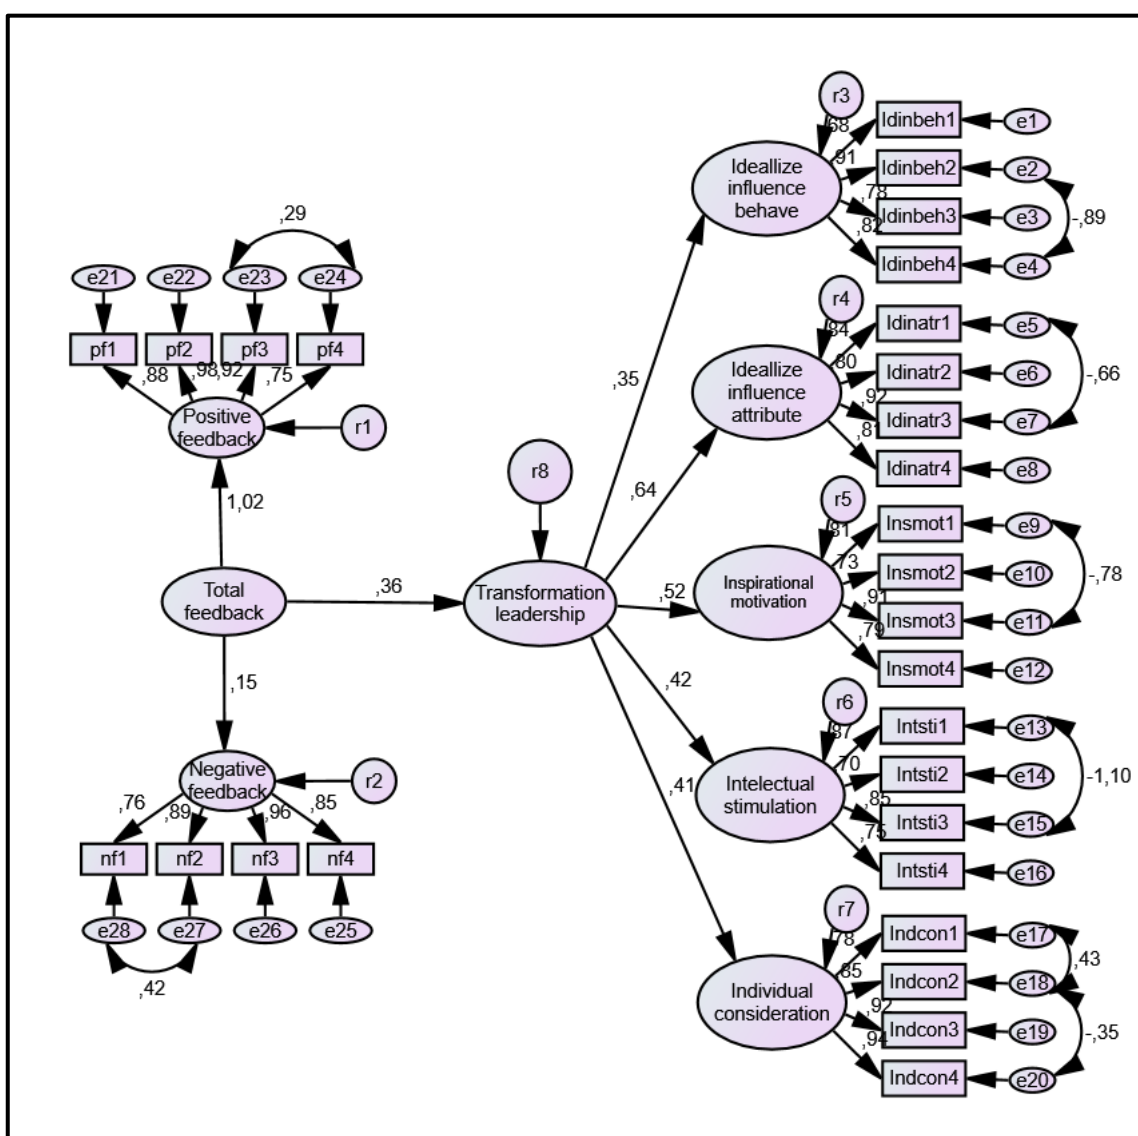 r3
,68
Idinbeh1
e1
,91
Ideallize
influence
behave
Idinbeh2
e2
,78
Idinbeh3
e3
-,89
,82
Idinbeh4
e4
,29
e21
e22
e23
e24
pf1
pf2
pf3
pf4
,88
,98
,92
,75
Positive
feedback
r1
1,02
r4
,84
Idinatr1
e5
,80
Ideallize
influence
attribute
Idinatr2
e6
-,66
,92
Idinatr3
e7
,81
Idinatr4
e8
,35
,64
r8
r5
,81
Insmot1
e9
,73
Inspirational
motivation
Insmot2
e10
-,78
,91
Insmot3
e11
,79
Insmot4
e12
Total
feedback
,36
Transformation
leadership
,52
,42
,41
,15
Negative
feedback
r2
,76
,89
,96
,85
nf1
nf2
nf3
nf4
e28
e27
e26
e25
,42
r6
,87
Intsti1
e13
,70
Intelectual
stimulation
Intsti2
e14
-1,10
,85
Intsti3
e15
,75
Intsti4
e16
r7
,78
Indcon1
e17
,43
,85
Individual
consideration
Indcon2
e18
,92
Indcon3
e19
-,35
,94
Indcon4
e20